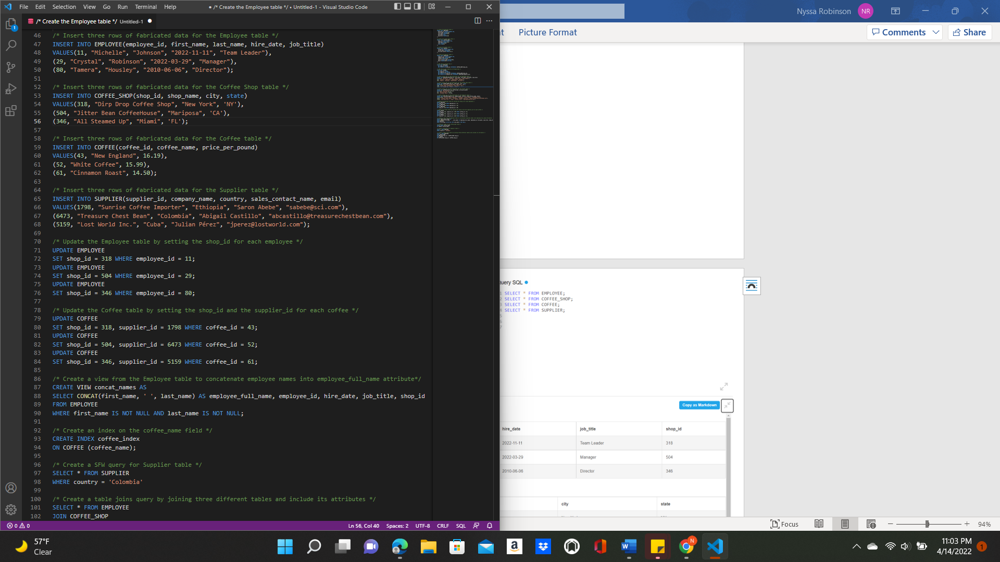 File Edit Selection View Go Run Terminal Help
● /* Create the Employee table */ • Untitled-1 - Visual Studio Code
Nyssa Robinson NR
/* Create the Employee table */ Untitled-1 ●
Picture Format
Comments
Share
1
46 /* Insert three rows of fabricated data for the Employee table */
47 INSERT INTO EMPLOYEE(employee_id, first_name, last_name, hire_date, job_title)
48 VALUES(11, "Michelle", "Johnson", "2022-11-11", "Team Leader"),
49 (29, "Crystal", "Robinson", "2022-03-29", "Manager"),
50 (80, "Tamera", "Housley", "2010-06-06", "Director");
51
52 /* Insert three rows of fabricated data for the Coffee Shop table */
53 INSERT INTO COFFEE_SHOP(shop_id, shop_name, city, state)
54 VALUES(318, "Dirp Drop Coffee Shop", "New York", 'NY'),
55 (504, "Jitter Bean CoffeeHouse", "Mariposa", 'CA'),
56 (346, "All Steamed Up", "Miami", 'FL');
57
58 /* Insert three rows of fabricated data for the Coffee table */
59 INSERT INTO COFFEE(coffee_id, coffee_name, price_per_pound)
60 VALUES(43, "New England", 16.19),
61 (52, "White Coffee", 15.99),
62 (61, "Cinnamon Roast", 14.50);
63
64 /* Insert three rows of fabricated data for the Supplier table */
65 INSERT INTO SUPPLIER(supplier_id, company_name, country, sales_contact_name, email)
66 VALUES(1798, "Sunrise Coffee Importer", "Ethiopia", "Saron Abebe", "sabebe@sci.com"),
67 (6473, "Treasure Chest Bean", "Colombia", "Abigail Castillo", "abcastillo@treasurechestbean.com"),
68 (5159, "Lost World Inc.", "Cuba", "Julian Pérez", "jperez@lostworld.com");
69
70 /* Update the Employee table by setting the shop_id for each employee */
71 UPDATE EMPLOYEE
72 SET shop_id = 318 WHERE employee_id = 11;
73 UPDATE EMPLOYEE
74 SET shop_id = 504 WHERE employee_id = 29;
75 UPDATE EMPLOYEE
76 SET shop_id = 346 WHERE employee_id = 80;
77
78 /* Update the Coffee table by setting the shop_id and the supplier_id for each coffee */
79 UPDATE COFFEE
80 SET shop_id = 318, supplier_id = 1798 WHERE coffee_id = 43;
81 UPDATE COFFEE
82 SET shop_id = 504, supplier_id = 6473 WHERE coffee_id = 52;
83 UPDATE COFFEE
84 SET shop_id = 346, supplier_id = 5159 WHERE coffee_id = 61;
85
86 /* Create a view from the Employee table to concatenate employee names into employee_full_name attribute*/
87 CREATE VIEW concat_names AS
88 SELECT CONCAT(first_name, ' ', last_name) AS employee_full_name, employee_id, hire_date, job_title, shop_id
89 FROM EMPLOYEE
90 WHERE first_name IS NOT NULL AND last_name IS NOT NULL;
91
92 /* Create an index on the coffee_name field */
93 CREATE INDEX coffee_index
94 ON COFFEE (coffee_name);
95
96 /* Create a SFW query for Supplier table */
97 SELECT * FROM SUPPLIER
98 WHERE country = 'Colombia'
99
100 /* Create a table joins query by joining three different tables and include its attributes */
101 SELECT * FROM EMPLOYEE
102 JOIN COFFEE_SHOP
uery SQL ●
SELECT * FROM EMPLOYEE;
SELECT * FROM COFFEE_SHOP;
SELECT * FROM COFFEE;
SELECT * FROM SUPPLIER;
Copy as Markdown
hire_date job_title shop_id
2022-11-11 Team Leader 318
2022-03-29 Manager 504
2010-06-06 Director 346
city state
0 0 Ln 56, Col 40 Spaces: 2 UTF-8 CRLF SQL
Focus 94%
57°F
Clear
11:03 PM
4/14/2022
1